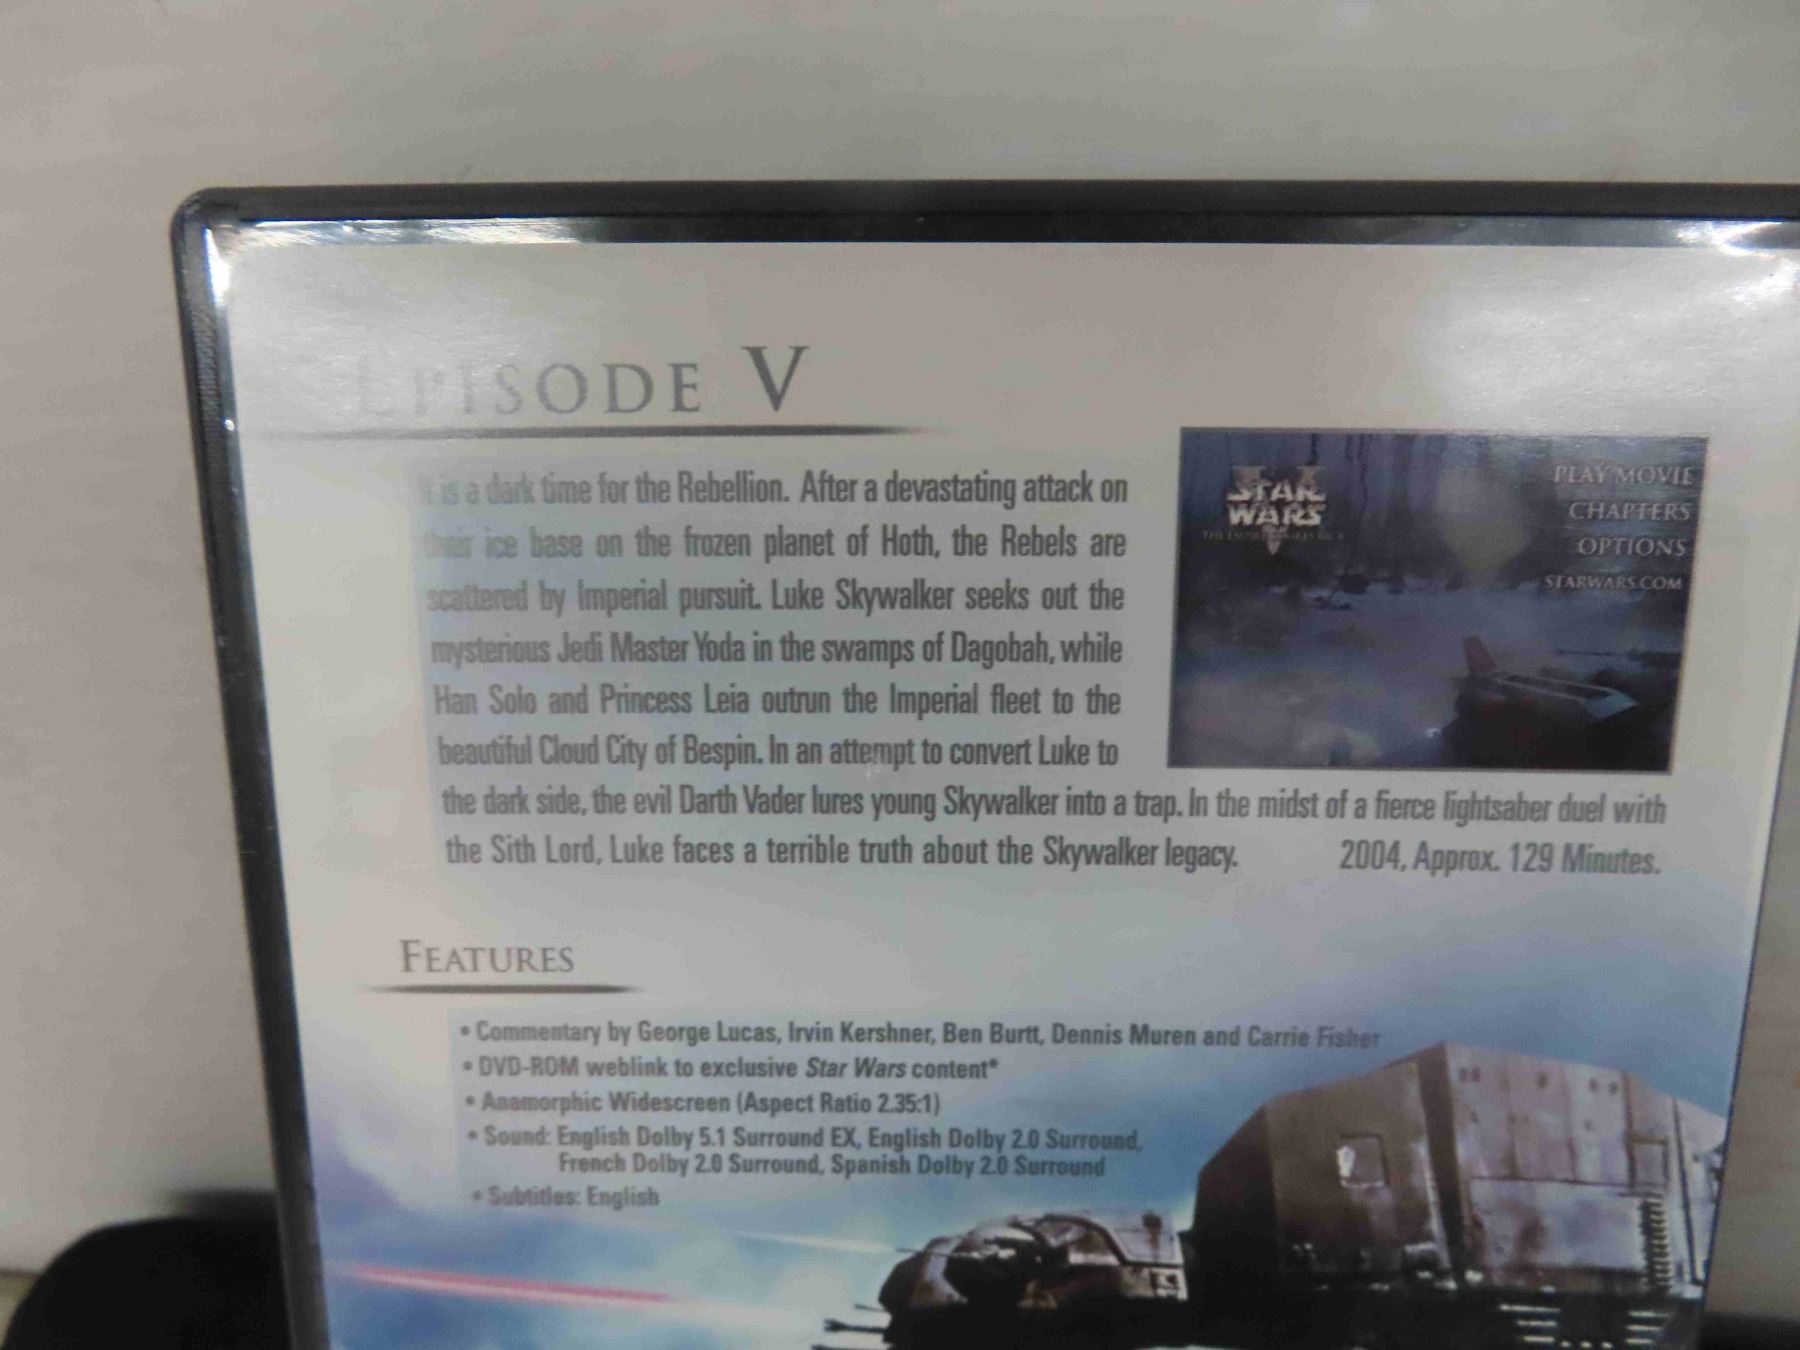 EPISODE V
It is a dark time for the Rebellion. After a devastating attack on
their ice base on the frozen planet of Hoth, the Rebels are
scattered by Imperial pursuit. Luke Skywalker seeks out the
mysterious Jedi Master Yoda in the swamps of Dagobah, while
Han Solo and Princess Leia outrun the Imperial fleet to the
beautiful Cloud City of Bespin. In an attempt to convert Luke to
the dark side, the evil Darth Vader lures young Skywalker into a trap. In the midst of a fierce lightsaber duel with
the Sith Lord, Luke faces a terrible truth about the Skywalker legacy. 2004, Approx. 129 Minutes.
V
STAR
WARS
THE EMPIRE STRIKES BACK
PLAY MOVIE
CHAPTERS
OPTIONS
STARWARS.COM
FEATURES
• Commentary by George Lucas, Irvin Kershner, Ben Burtt, Dennis Muren and Carrie Fisher
• DVD-ROM weblink to exclusive Star Wars content*
• Anamorphic Widescreen (Aspect Ratio 2.35:1)
• Sound: English Dolby 5.1 Surround EX, English Dolby 2.0 Surround,
French Dolby 2.0 Surround, Spanish Dolby 2.0 Surround
• Subtitles: English